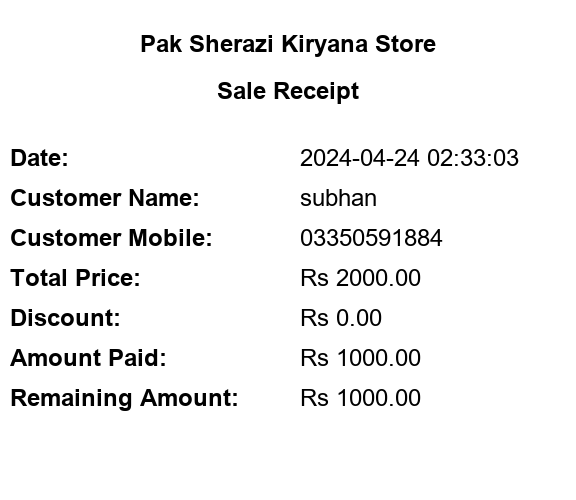 Pak Sherazi Kiryana Store
Sale Receipt
Date: 2024-04-24 02:33:03
Customer Name: subhan
Customer Mobile: 03350591884
Total Price: Rs 2000.00
Discount: Rs 0.00
Amount Paid: Rs 1000.00
Remaining Amount: Rs 1000.00